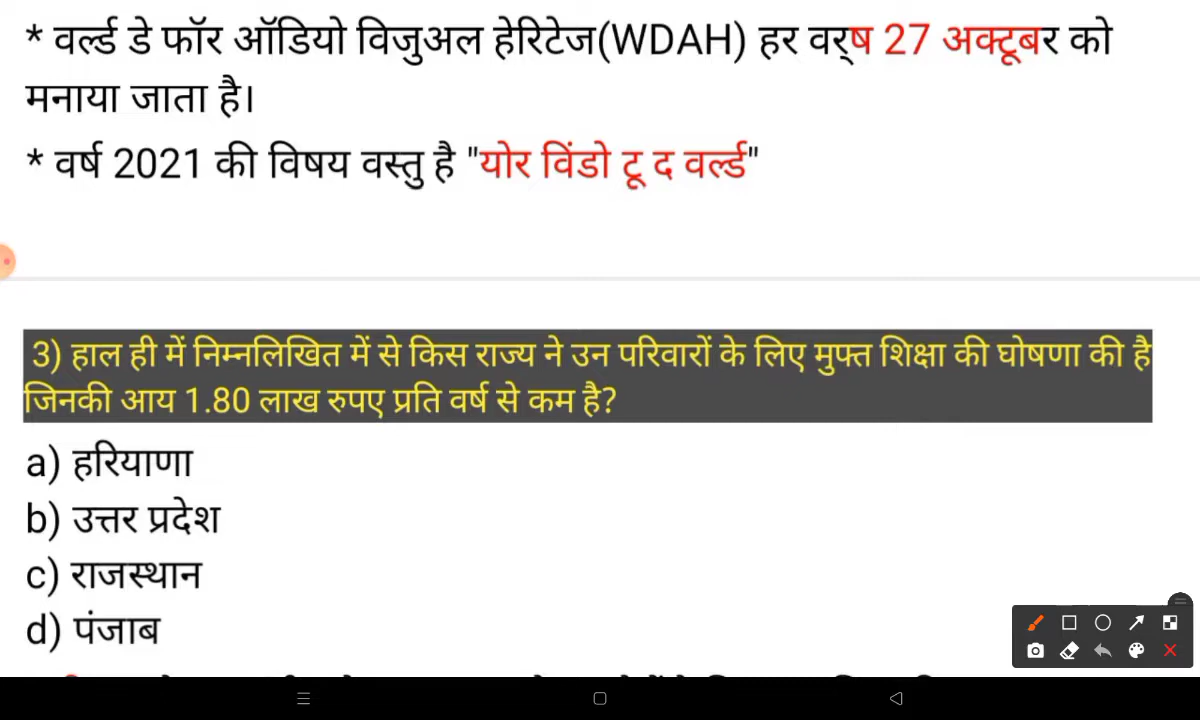 * वर्ल्ड डे फॉर ऑडियो विजुअल हेरिटेज(WDAH) हर वर्ष 27 अक्टूबर को
मनाया जाता है।
* वर्ष 2021 की विषय वस्तु है "योर विंडो टू द वर्ल्ड"
3) हाल ही में निम्नलिखित में से किस राज्य ने उन परिवारों के लिए मुफ्त शिक्षा की घोषणा की है
जिनकी आय 1.80 लाख रुपए प्रति वर्ष से कम है?
a) हरियाणा
b) उत्तर प्रदेश
c) राजस्थान
d) पंजाब